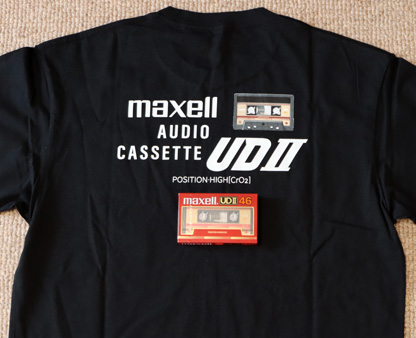 maxell
AUDIO
CASSETTE UDII
POSITION·HIGH[CrO2]
maxell UDII 46